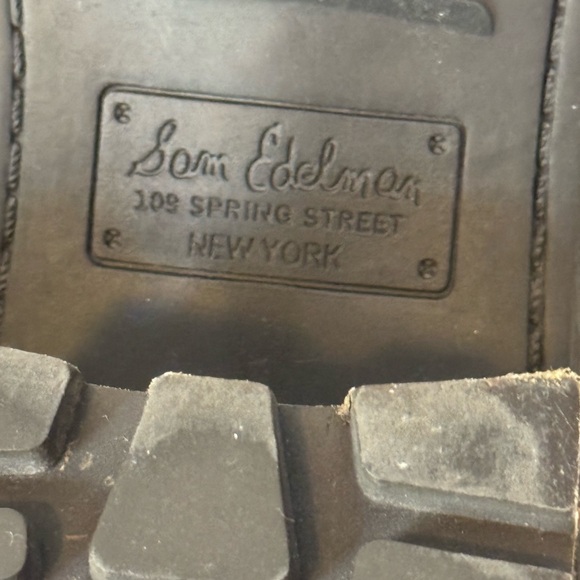 Sam Edelman
109 SPRING STREET
NEW YORK